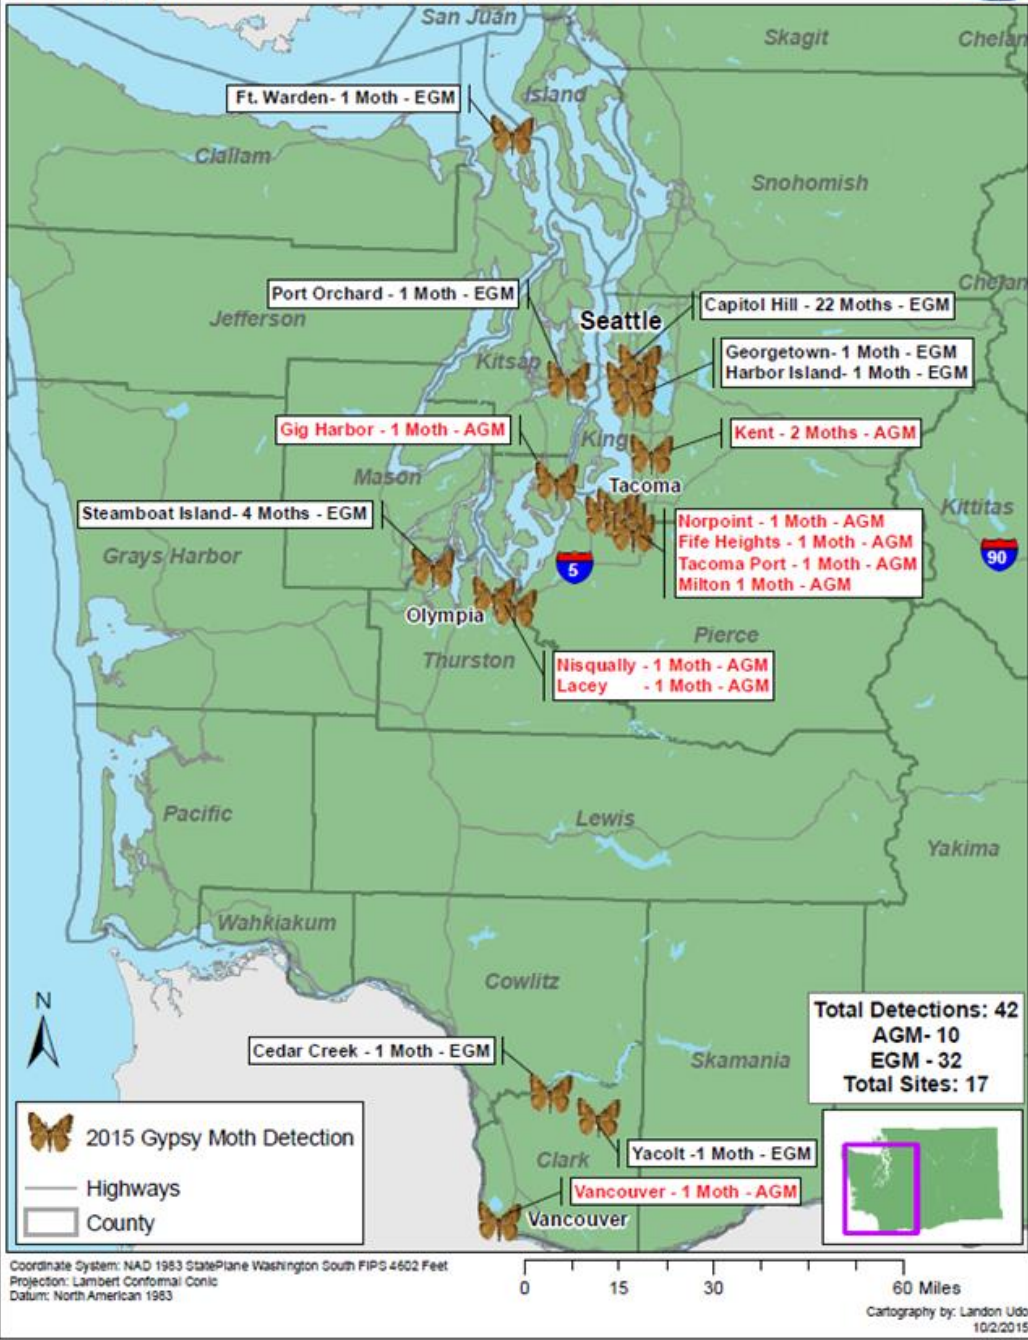 San Juan
Skagit
Chelan
Ft. Warden- 1 Moth - EGM
Island
Clallam
Snohomish
Chelan
Port Orchard - 1 Moth - EGM
Capitol Hill - 22 Moths - EGM
Jefferson
Seattle
Georgetown- 1 Moth - EGM
Harbor Island- 1 Moth - EGM
Kitsap
Gig Harbor - 1 Moth - AGM
King
Kent - 2 Moths - AGM
Mason
Tacoma
Steamboat Island- 4 Moths - EGM
Kittitas
Norpoint - 1 Moth - AGM
Fife Heights - 1 Moth - AGM
Tacoma Port - 1 Moth - AGM
Milton 1 Moth - AGM
Grays Harbor
5
90
Olympia
Pierce
Thurston
Nisqually - 1 Moth - AGM
Lacey - 1 Moth - AGM
Pacific
Lewis
Yakima
Wahkiakum
Cowlitz
N
Total Detections: 42
AGM- 10
EGM - 32
Total Sites: 17
Cedar Creek - 1 Moth - EGM
Skamania
2015 Gypsy Moth Detection
Highways
County
Clark
Yacolt -1 Moth - EGM
Vancouver - 1 Moth - AGM
Vancouver
Coordinate System: NAD 1983 StatePlane Washington South FIPS 4602 Feet
Projection: Lambert Conformal Conic
Datum: North American 1983
0 15 30 60 Miles
Cartography by: Landon Udo
10/2/2015